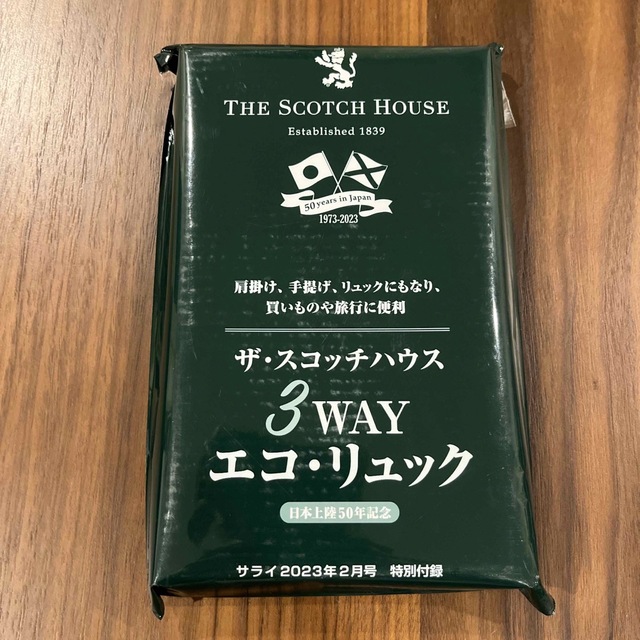 THE SCOTCH HOUSE
Established 1839
50 years in Japan
1973-2023
肩掛け、手提げ、リュックにもなり、
買いものや旅行に便利
ザ・スコッチハウス
3 WAY
エコ・リュック
日本上陸50年記念
サライ2023年2月号 特別付録